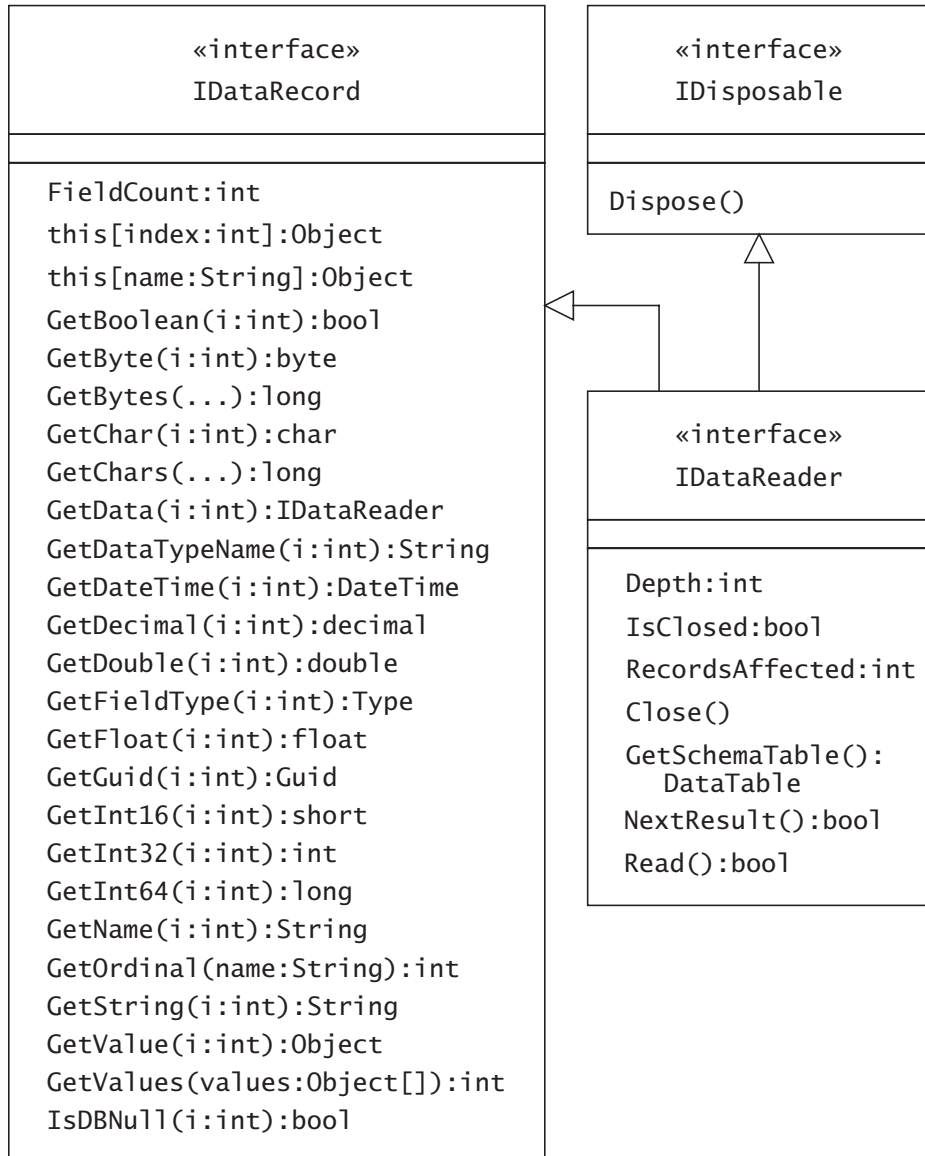 «interface»
IDataRecord
FieldCount:int
this[index:int]:Object
this[name:String]:Object
GetBoolean(i:int):bool
GetByte(i:int):byte
GetBytes(...):long
GetChar(i:int):char
GetChars(...):long
GetData(i:int):IDataReader
GetDataTypeName(i:int):String
GetDateTime(i:int):DateTime
GetDecimal(i:int):decimal
GetDouble(i:int):double
GetFieldType(i:int):Type
GetFloat(i:int):float
GetGuid(i:int):Guid
GetInt16(i:int):short
GetInt32(i:int):int
GetInt64(i:int):long
GetName(i:int):String
GetOrdinal(name:String):int
GetString(i:int):String
GetValue(i:int):Object
GetValues(values:Object[]):int
IsDBNull(i:int):bool
«interface»
IDisposable
Dispose()
«interface»
IDataReader
Depth:int
IsClosed:bool
RecordsAffected:int
Close()
GetSchemaTable():
DataTable
NextResult():bool
Read():bool